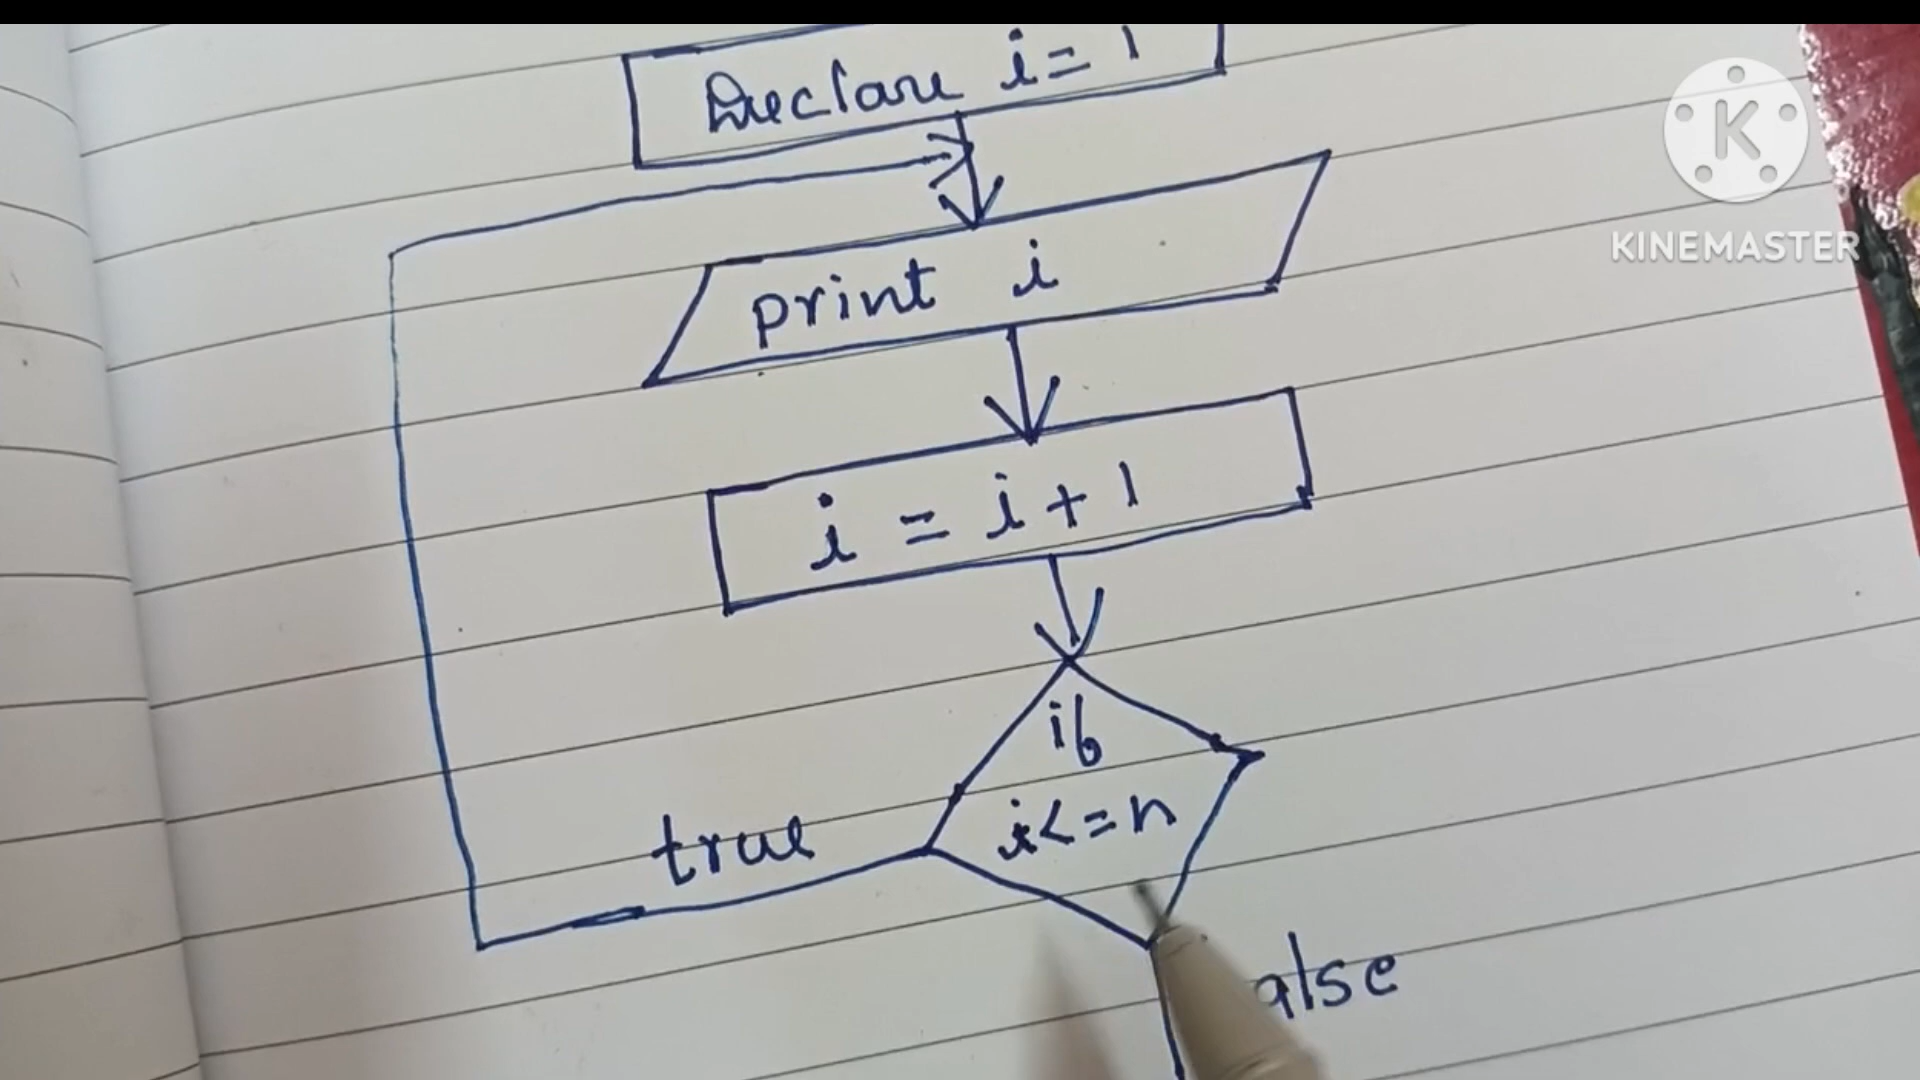 Declare i = 1
K
KINEMASTER
print i
i = i + 1
if
i <= n
true
alse